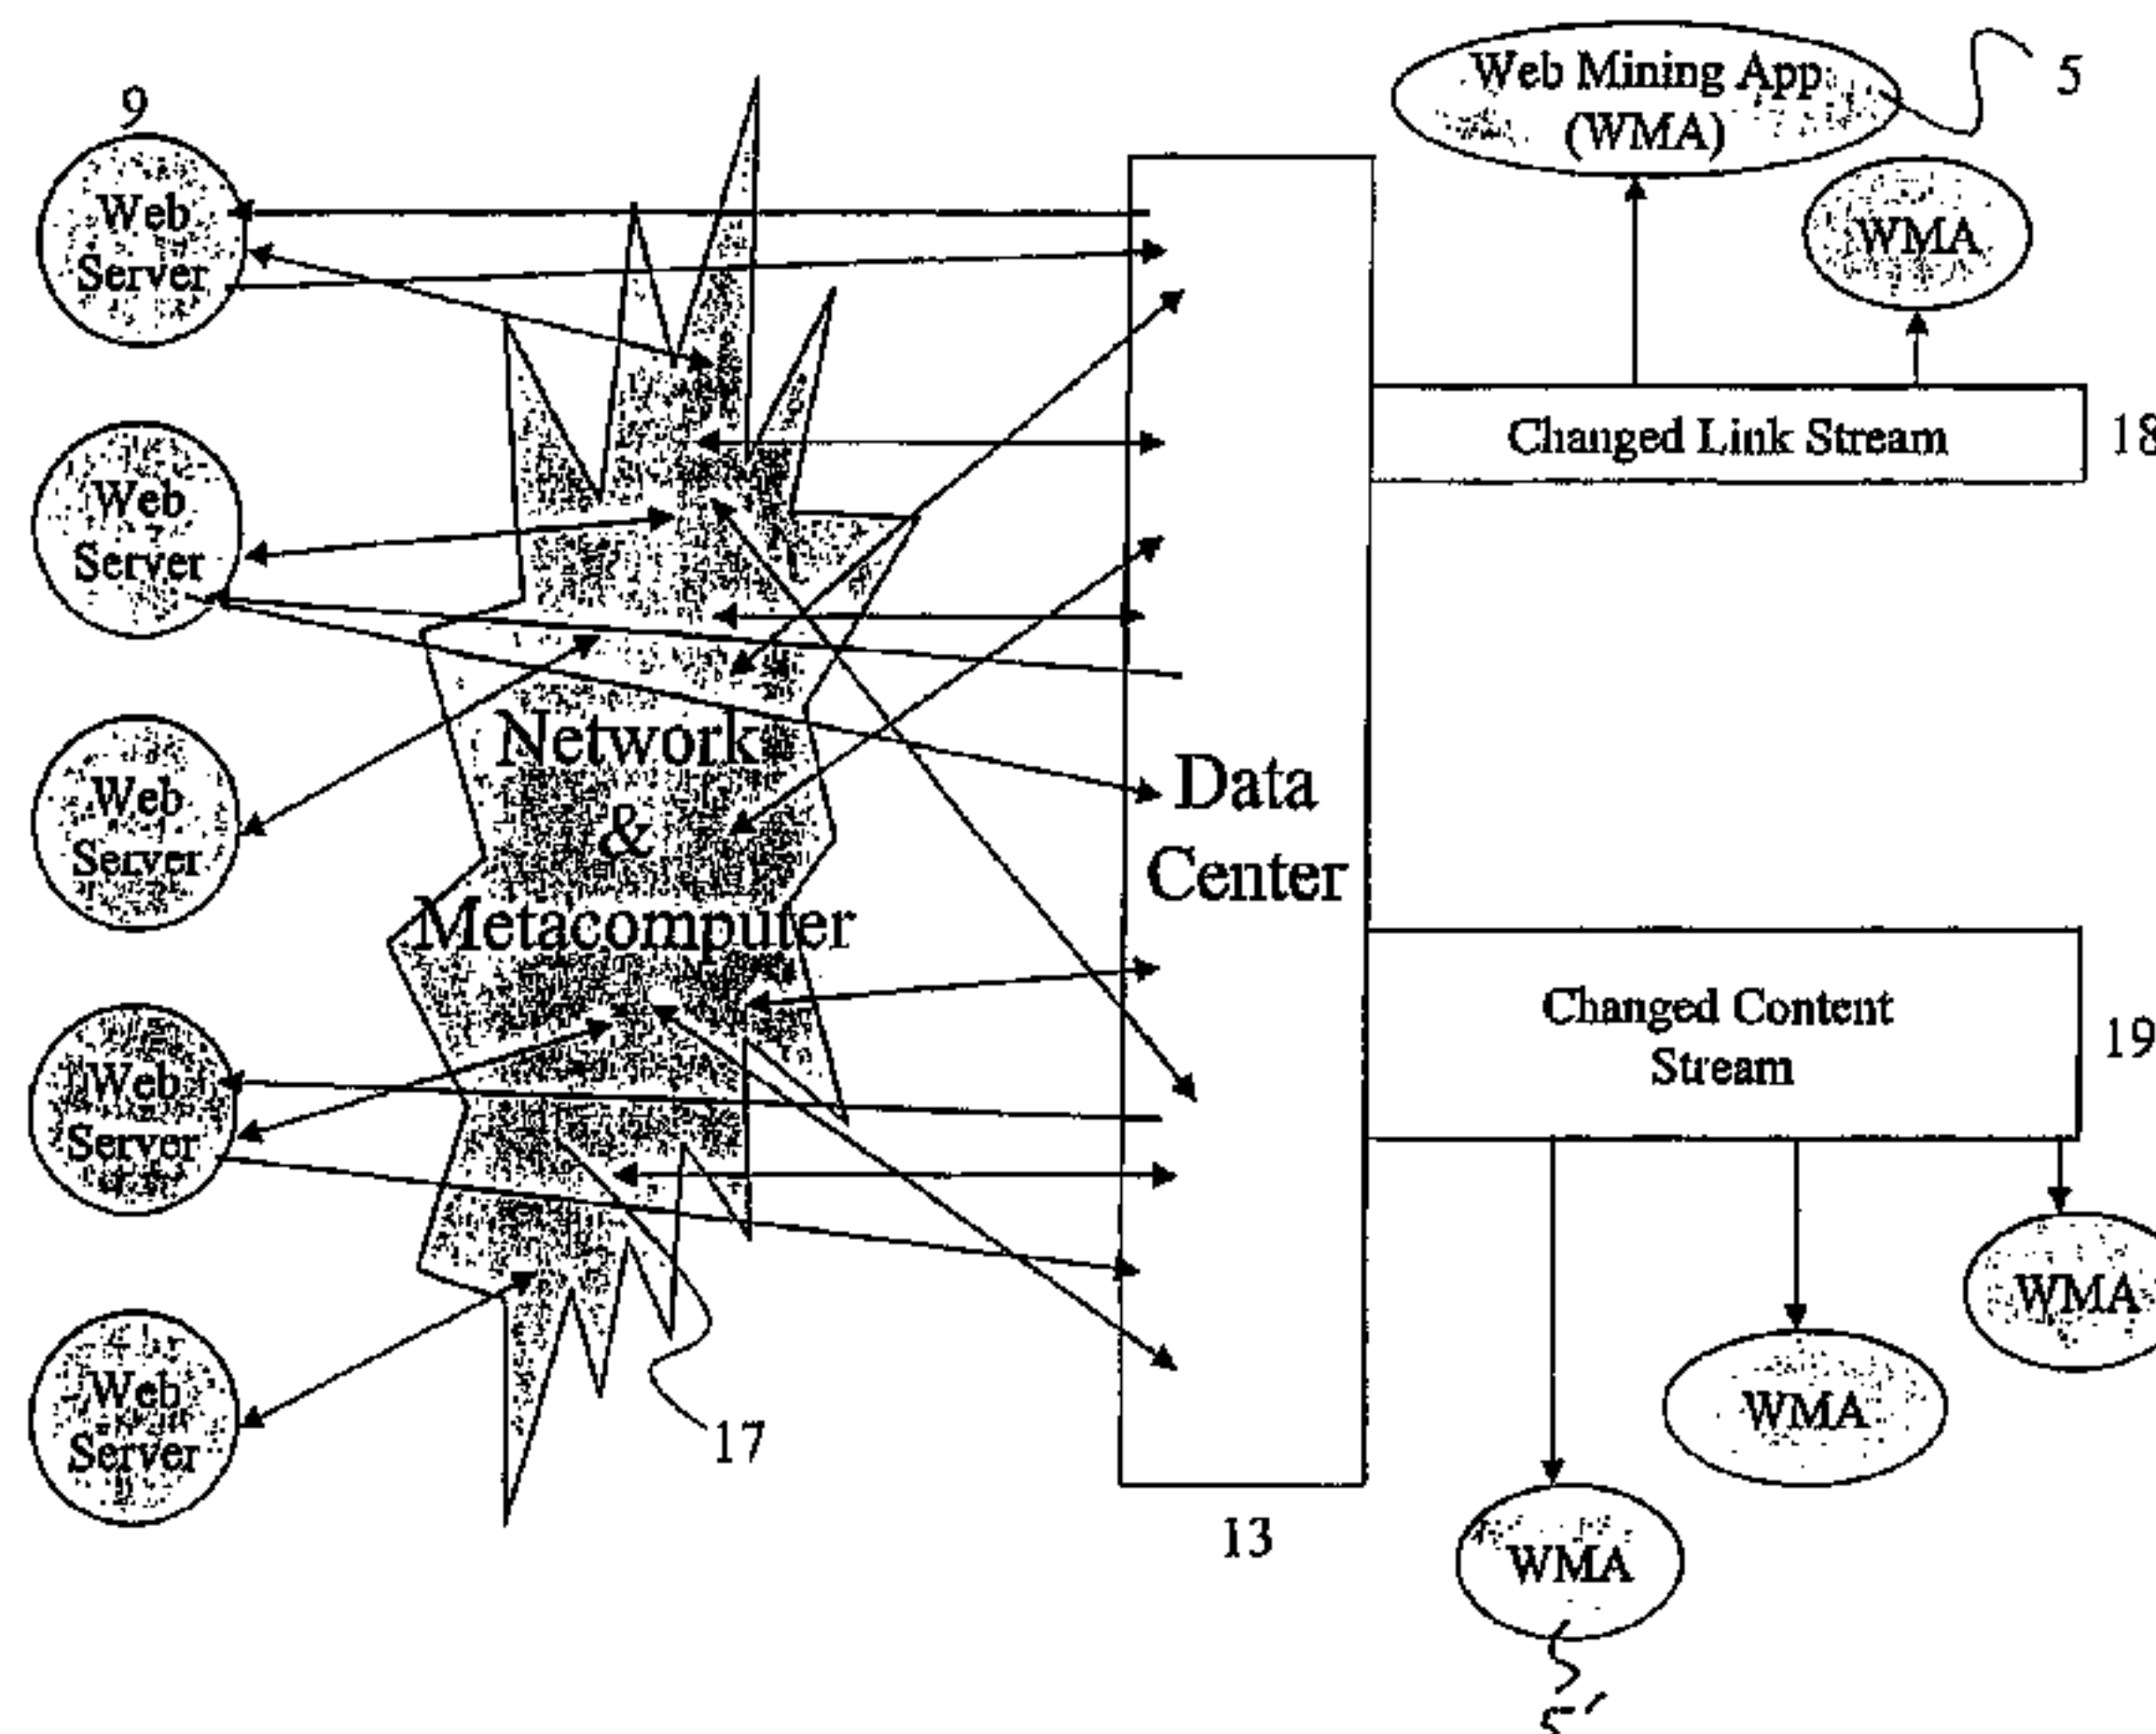 9
Web
Server
Web
Server
Web
Server
Web
Server
Web
Server
Network
&
Metacomputer
17
Data
Center
13
Web Mining App
(WMA)
5
WMA
Changed Link Stream
18
Changed Content
Stream
19
WMA
WMA
WMA